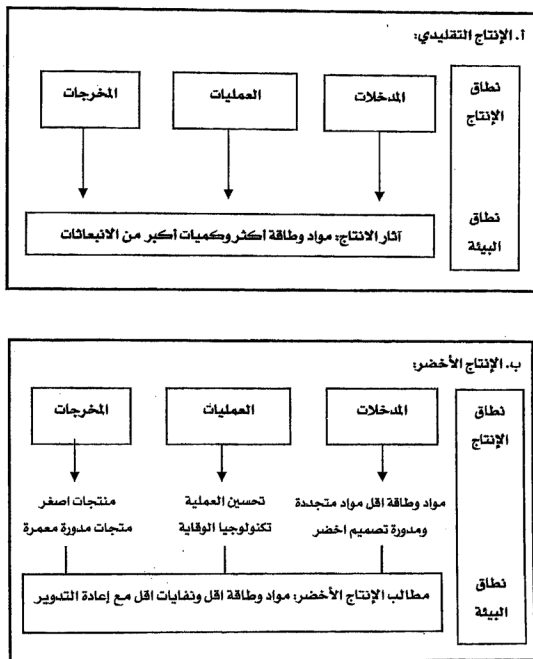 أ. الإنتاج التقليدي:
نطاق
الإنتاج
المدخلات
العمليات
المخرجات
نطاق
البيئة
آثار الانتاج: مواد وطاقة أكثر وكميات أكبر من الانبعاثات
ب. الإنتاج الأخضر:
نطاق
الإنتاج
المدخلات
العمليات
المخرجات
مواد وطاقة اقل مواد متجددة
ومدورة تصميم اخضر
تحسين العملية
تكنولوجيا الوقاية
منتجات اصغر
متجات مدورة معمرة
نطاق
البيئة
مطالب الإنتاج الأخضر: مواد وطاقة اقل ونفايات اقل مع إعادة التدوير